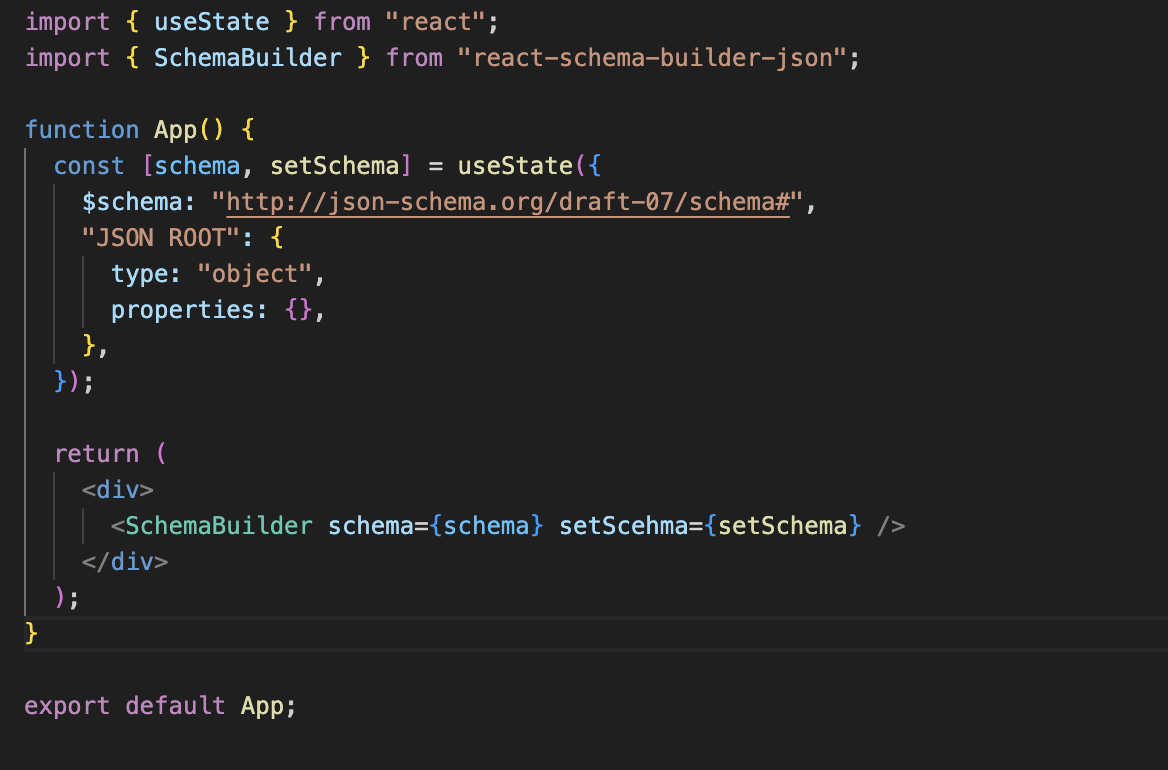 import { useState } from "react";
import { SchemaBuilder } from "react-schema-builder-json";
function App() {
const [schema, setSchema] = useState({
$schema: "http://json-schema.org/draft-07/schema#",
"JSON ROOT": {
type: "object",
properties: {},
},
});
return (
<div>
<SchemaBuilder schema={schema} setScehma={setSchema} />
</div>
);
}
export default App;